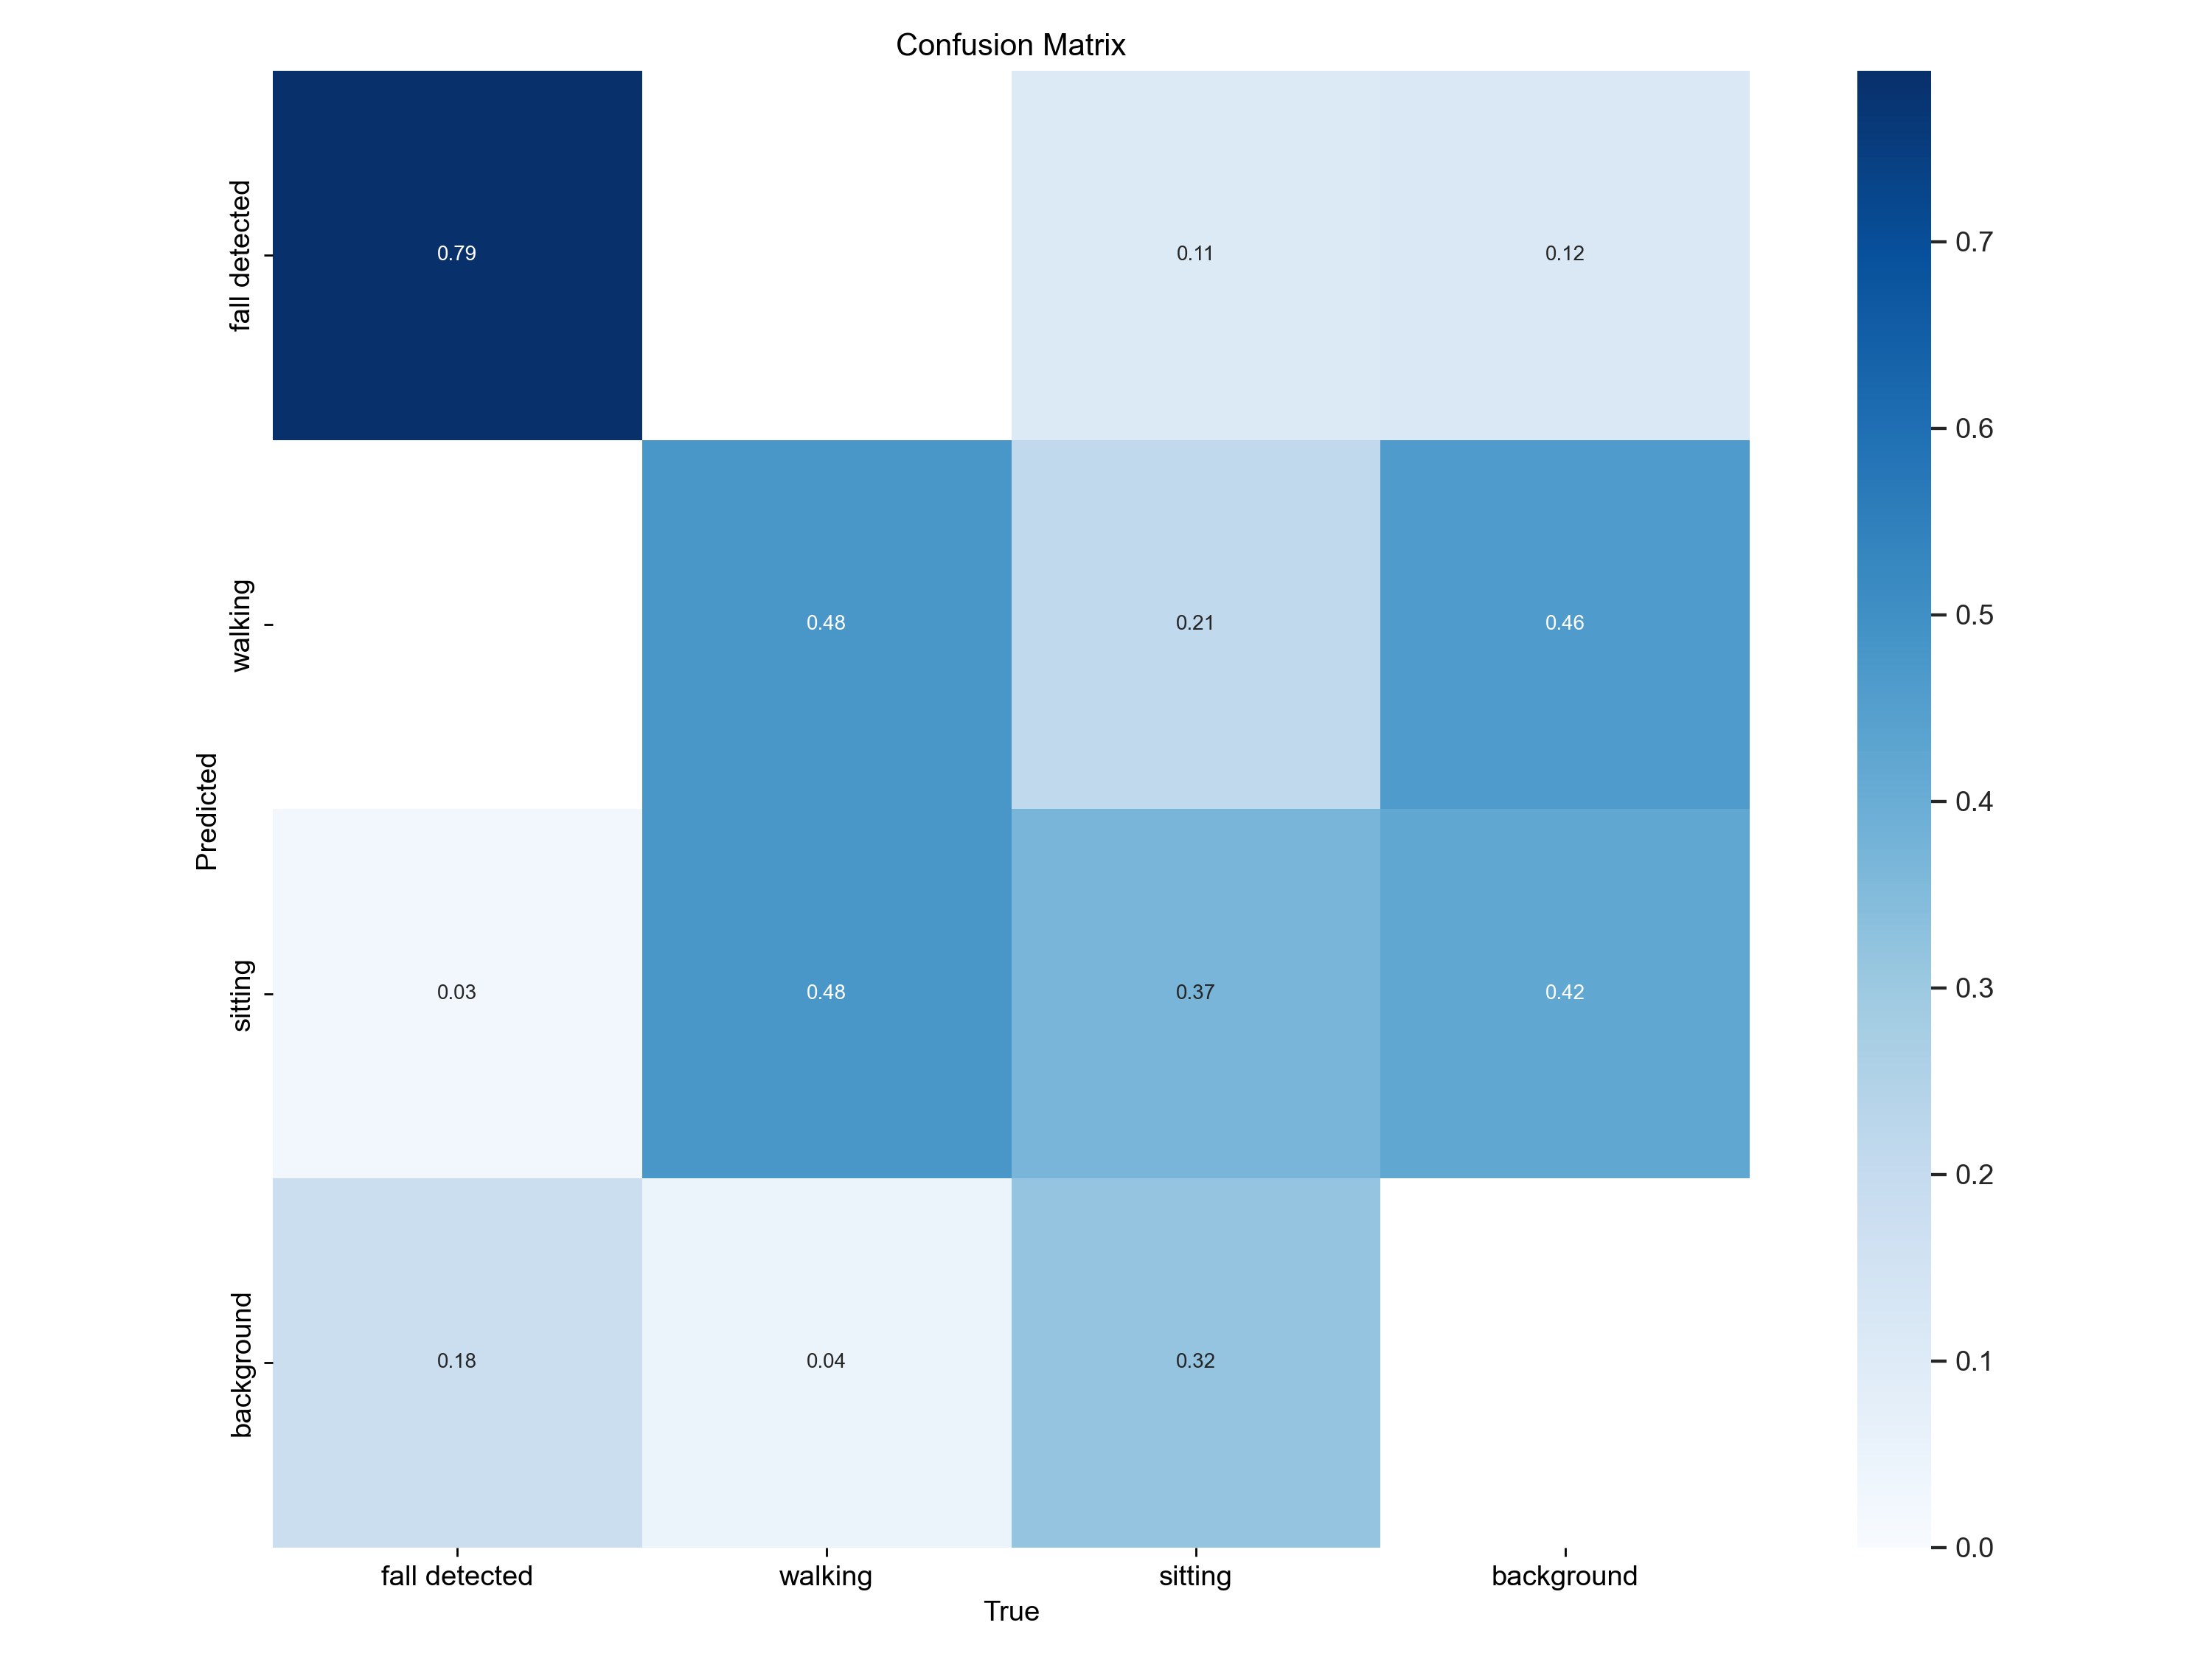 Confusion Matrix
fall detected
0.79
0.11
0.12
0.7
0.6
walking
0.48
0.21
0.46
0.5
0.4
Predicted
sitting
0.03
0.48
0.37
0.42
0.3
0.2
background
0.18
0.04
0.32
0.1
0.0
fall detected
walking
sitting
background
True